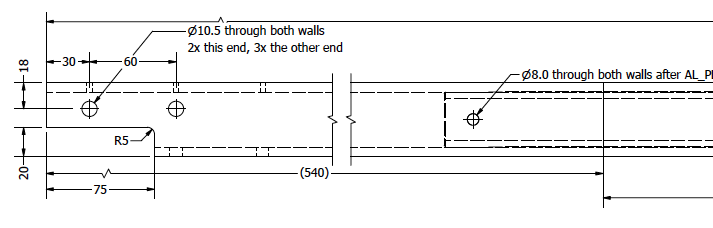 Ø10.5 through both walls
2x this end, 3x the other end
30
60
18
Ø8.0 through both walls after
R5
20
(540)
75